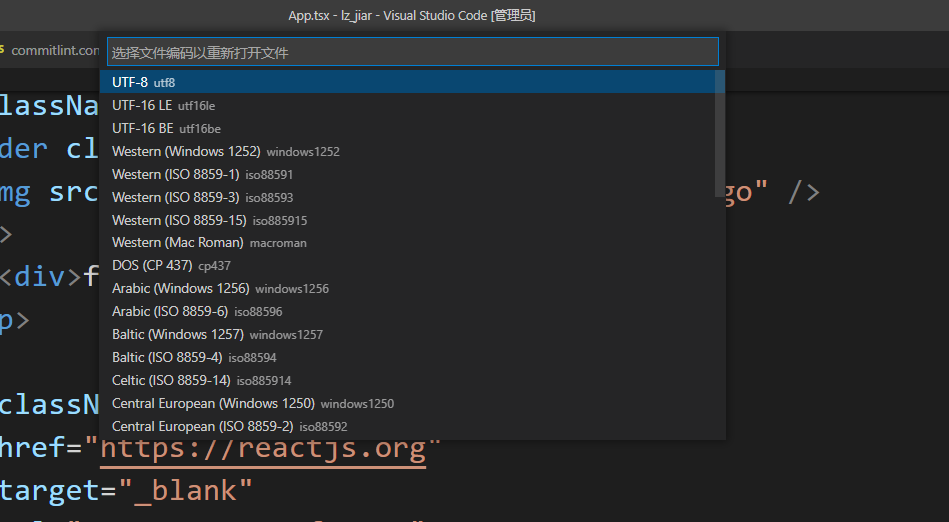 App.tsx - lz_jiar - Visual Studio Code [管理员]
commitlint.con
选择文件编码以重新打开文件
UTF-8 utf8
UTF-16 LE utf16le
UTF-16 BE utf16be
Western (Windows 1252) windows1252
Western (ISO 8859-1) iso88591
Western (ISO 8859-3) iso88593
Western (ISO 8859-15) iso885915
Western (Mac Roman) macroman
DOS (CP 437) cp437
Arabic (Windows 1256) windows1256
Arabic (ISO 8859-6) iso88596
Baltic (Windows 1257) windows1257
Baltic (ISO 8859-4) iso88594
Celtic (ISO 8859-14) iso885914
Central European (Windows 1250) windows1250
Central European (ISO 8859-2) iso88592
lassNa
der cl
mg src go" />
>
<div>f
p>
classN
href="https://reactjs.org"
target="_blank"